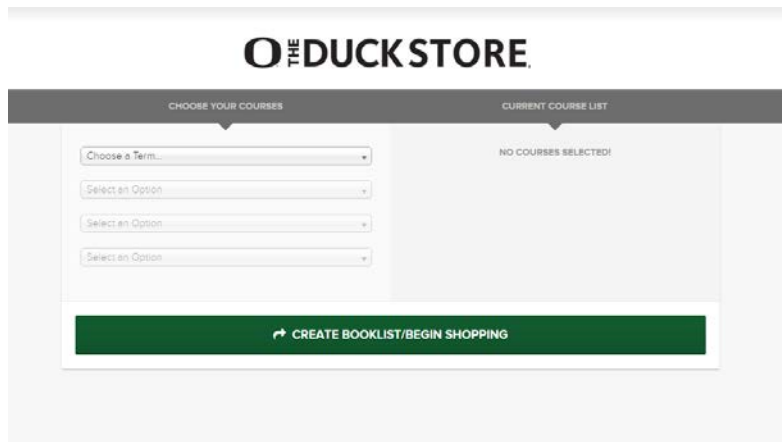 O THE DUCK STORE.
CHOOSE YOUR COURSES
CURRENT COURSE LIST
Choose a Term...
NO COURSES SELECTED!
Select an Option
Select an Option
Select an Option
CREATE BOOKLIST/BEGIN SHOPPING